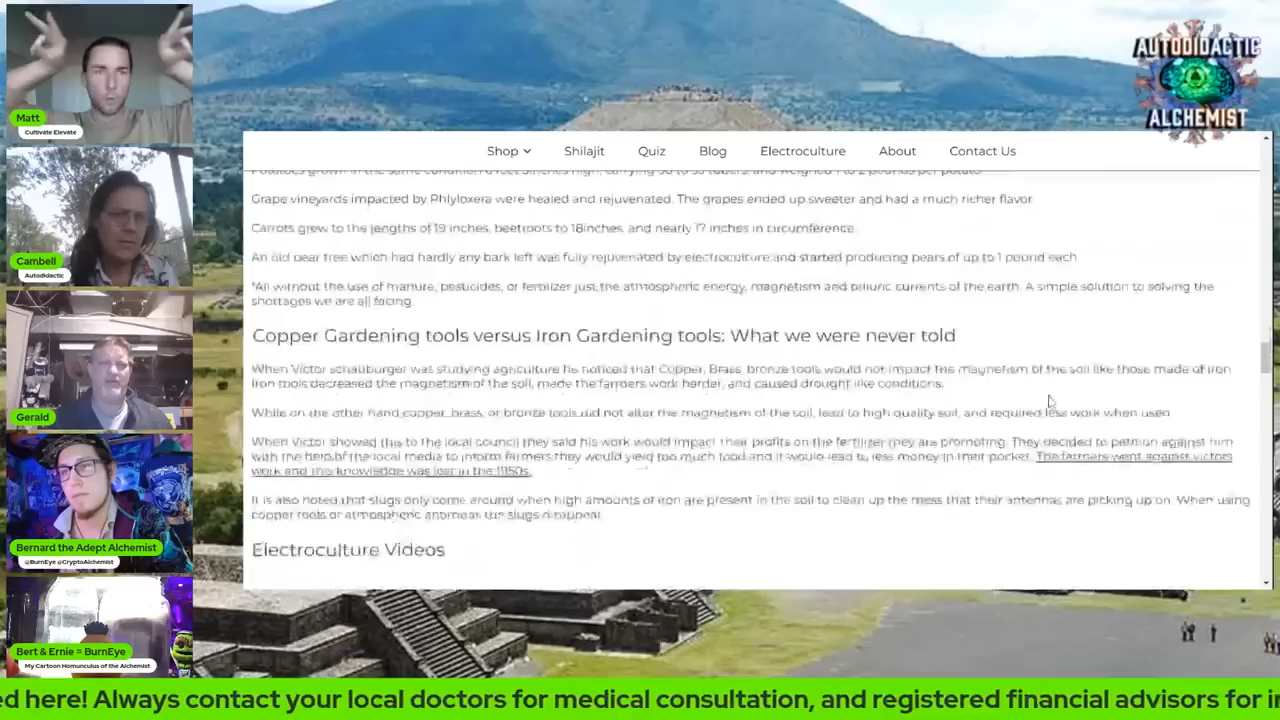 Matt
Cultivate Elevate
Cambell
Autodidactic
Gerald
Bernard the Adept Alchemist
@BurnEye @CryptoAlchemist
Bert & Ernie = BurnEye
My Cartoon Homunculus of the Alchemist
AUTODIDACTIC
ALCHEMIST
Shop Shilajit Quiz Blog Electroculture About Contact Us
Grape vineyards impacted by Phlyloxera were healed and rejuvenated. The grapes ended up sweeter and had a much richer flavor
Carrots grew to the lengths of 19 inches, beetroots to 18inches, and nearly 17 inches in circumference
An old pear tree which had hardly any bark left was fully rejuvenated by electroculture and started producing pears of up to 1 pound each
"All without the use of manure, pesticides, or fertilizer just the atmospheric energy, magnetism and telluric currents of the earth. A simple solution to solving the
shortages we are all facing.
Copper Gardening tools versus Iron Gardening tools: What we were never told
When Victor schauburger was studying agriculture he noticed that Copper, Brass, bronze tools would not impact the magnetism of the soil like those made of iron
Iron tools decreased the magnetism of the soil, made the farmers work harder, and caused drought like conditions.
While on the other hand copper, brass, or bronze tools did not alter the magnetism of the soil, lead to high quality soil, and required less work when used
When Victor showed this to the local council they said his work would impact their profits on the fertilizer they are promoting. They decided to petition against him
with the help of the local media to inform farmers they would yield too much food and it would lead to less money in their pocket. The farmers went against victors
work and this knowledge was lost in the
It is also noted that slugs only come around when high amounts of iron are present in the soil to clean up the mess that their antennas are picking up on. When using
copper tools or atmospheric antennas the slugs disappear
Electroculture Videos
ed here! Always contact your local doctors for medical consultation, and registered financial advisors for